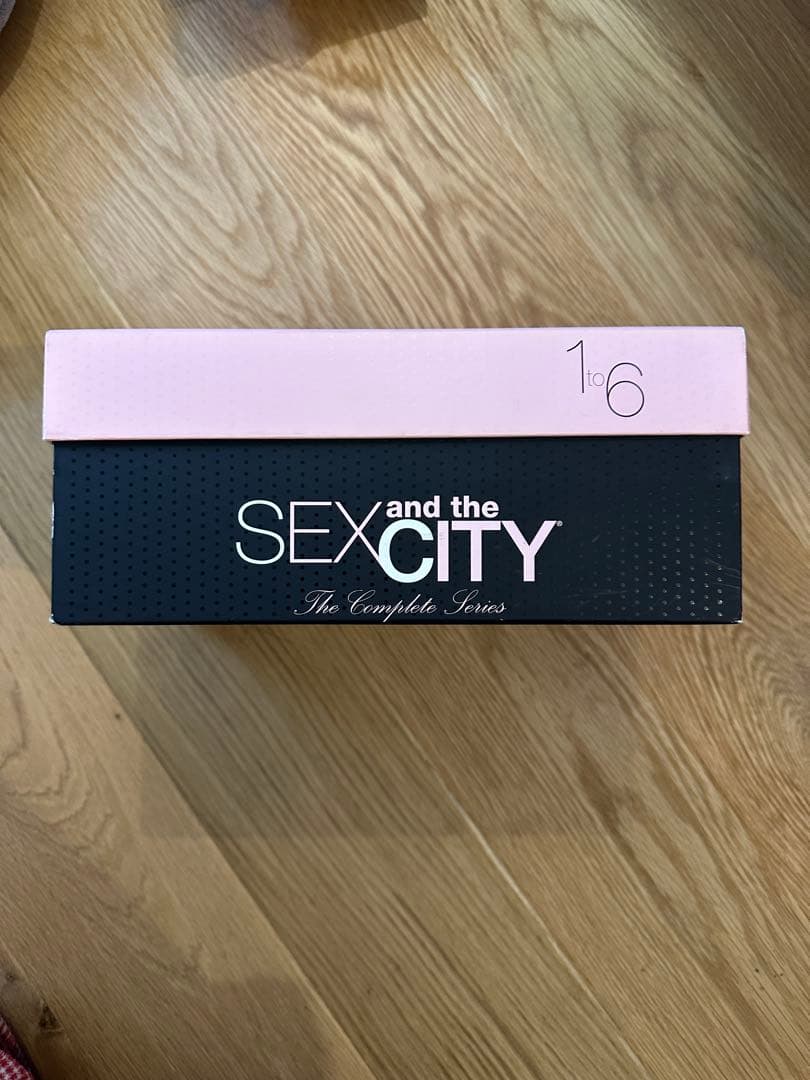 1 to 6
SEX and the CITY®
The Complete Series